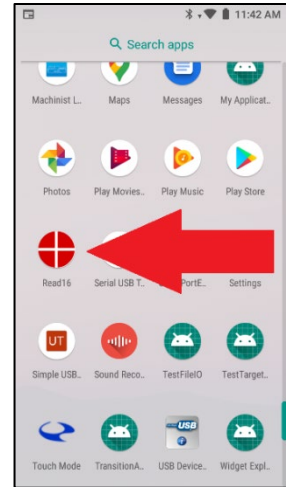 11:42 AM
Search apps
Machinist L.. Maps Messages My Applicat..
Photos Play Movies.. Play Music Play Store
Read16 Serial USB T.. PortE.. Settings
UT
Simple USB.. Sound Reco.. TestFileIO TestTarget..
USB
Touch Mode TransitionA.. USB Device.. Widget Expl..